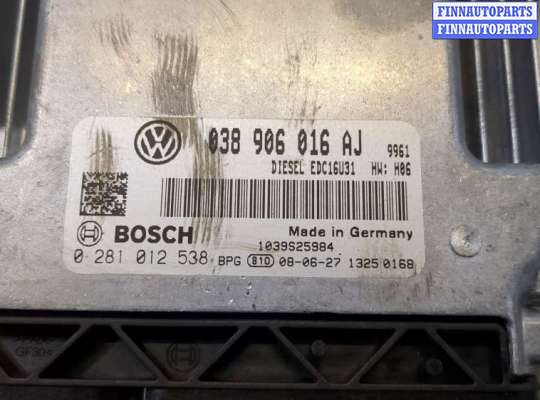 FINNAUTOPARTS
FINNAUTOPARTS
038 906 016 AJ 9961
DIESEL EDC16U31 HW: H06
BOSCH Made in Germany
1039S25984
0 281 012 538 BPG 810 08-06-27 1325 0168
GF30